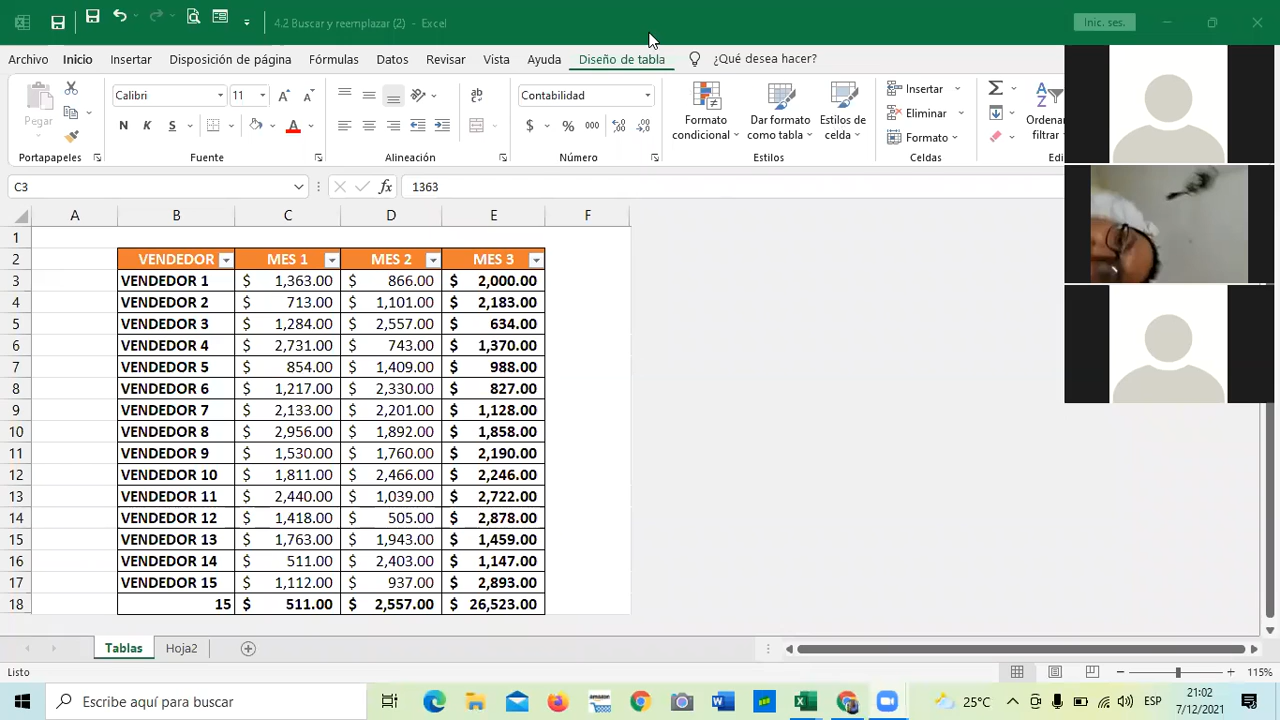 4.2 Buscar y reemplazar (2) - Excel
Inic. ses.
Archivo Inicio Insertar Disposición de página Fórmulas Datos Revisar Vista Ayuda Diseño de tabla ¿Qué desea hacer?
Pegar
Calibri 11
N K S
ab
Contabilidad
$ % 000
Formato condicional
Dar formato como tabla
Estilos de celda
Insertar
Eliminar
Formato
Ordenar
filtrar
Portapapeles Fuente Alineación Número Estilos Celdas Edi
C3 fx 1363
A B C D E F
1
2 VENDEDOR MES 1 MES 2 MES 3
3 VENDEDOR 1 $ 1,363.00 $ 866.00 $ 2,000.00
4 VENDEDOR 2 $ 713.00 $ 1,101.00 $ 2,183.00
5 VENDEDOR 3 $ 1,284.00 $ 2,557.00 $ 634.00
6 VENDEDOR 4 $ 2,731.00 $ 743.00 $ 1,370.00
7 VENDEDOR 5 $ 854.00 $ 1,409.00 $ 988.00
8 VENDEDOR 6 $ 1,217.00 $ 2,330.00 $ 827.00
9 VENDEDOR 7 $ 2,133.00 $ 2,201.00 $ 1,128.00
10 VENDEDOR 8 $ 2,956.00 $ 1,892.00 $ 1,858.00
11 VENDEDOR 9 $ 1,530.00 $ 1,760.00 $ 2,190.00
12 VENDEDOR 10 $ 1,811.00 $ 2,466.00 $ 2,246.00
13 VENDEDOR 11 $ 2,440.00 $ 1,039.00 $ 2,722.00
14 VENDEDOR 12 $ 1,418.00 $ 505.00 $ 2,878.00
15 VENDEDOR 13 $ 1,763.00 $ 1,943.00 $ 1,459.00
16 VENDEDOR 14 $ 511.00 $ 2,403.00 $ 1,147.00
17 VENDEDOR 15 $ 1,112.00 $ 937.00 $ 2,893.00
18 15 $ 511.00 $ 2,557.00 $ 26,523.00
Tablas Hoja2
Listo 115%
Escribe aquí para buscar
25°C
ESP
21:02
7/12/2021